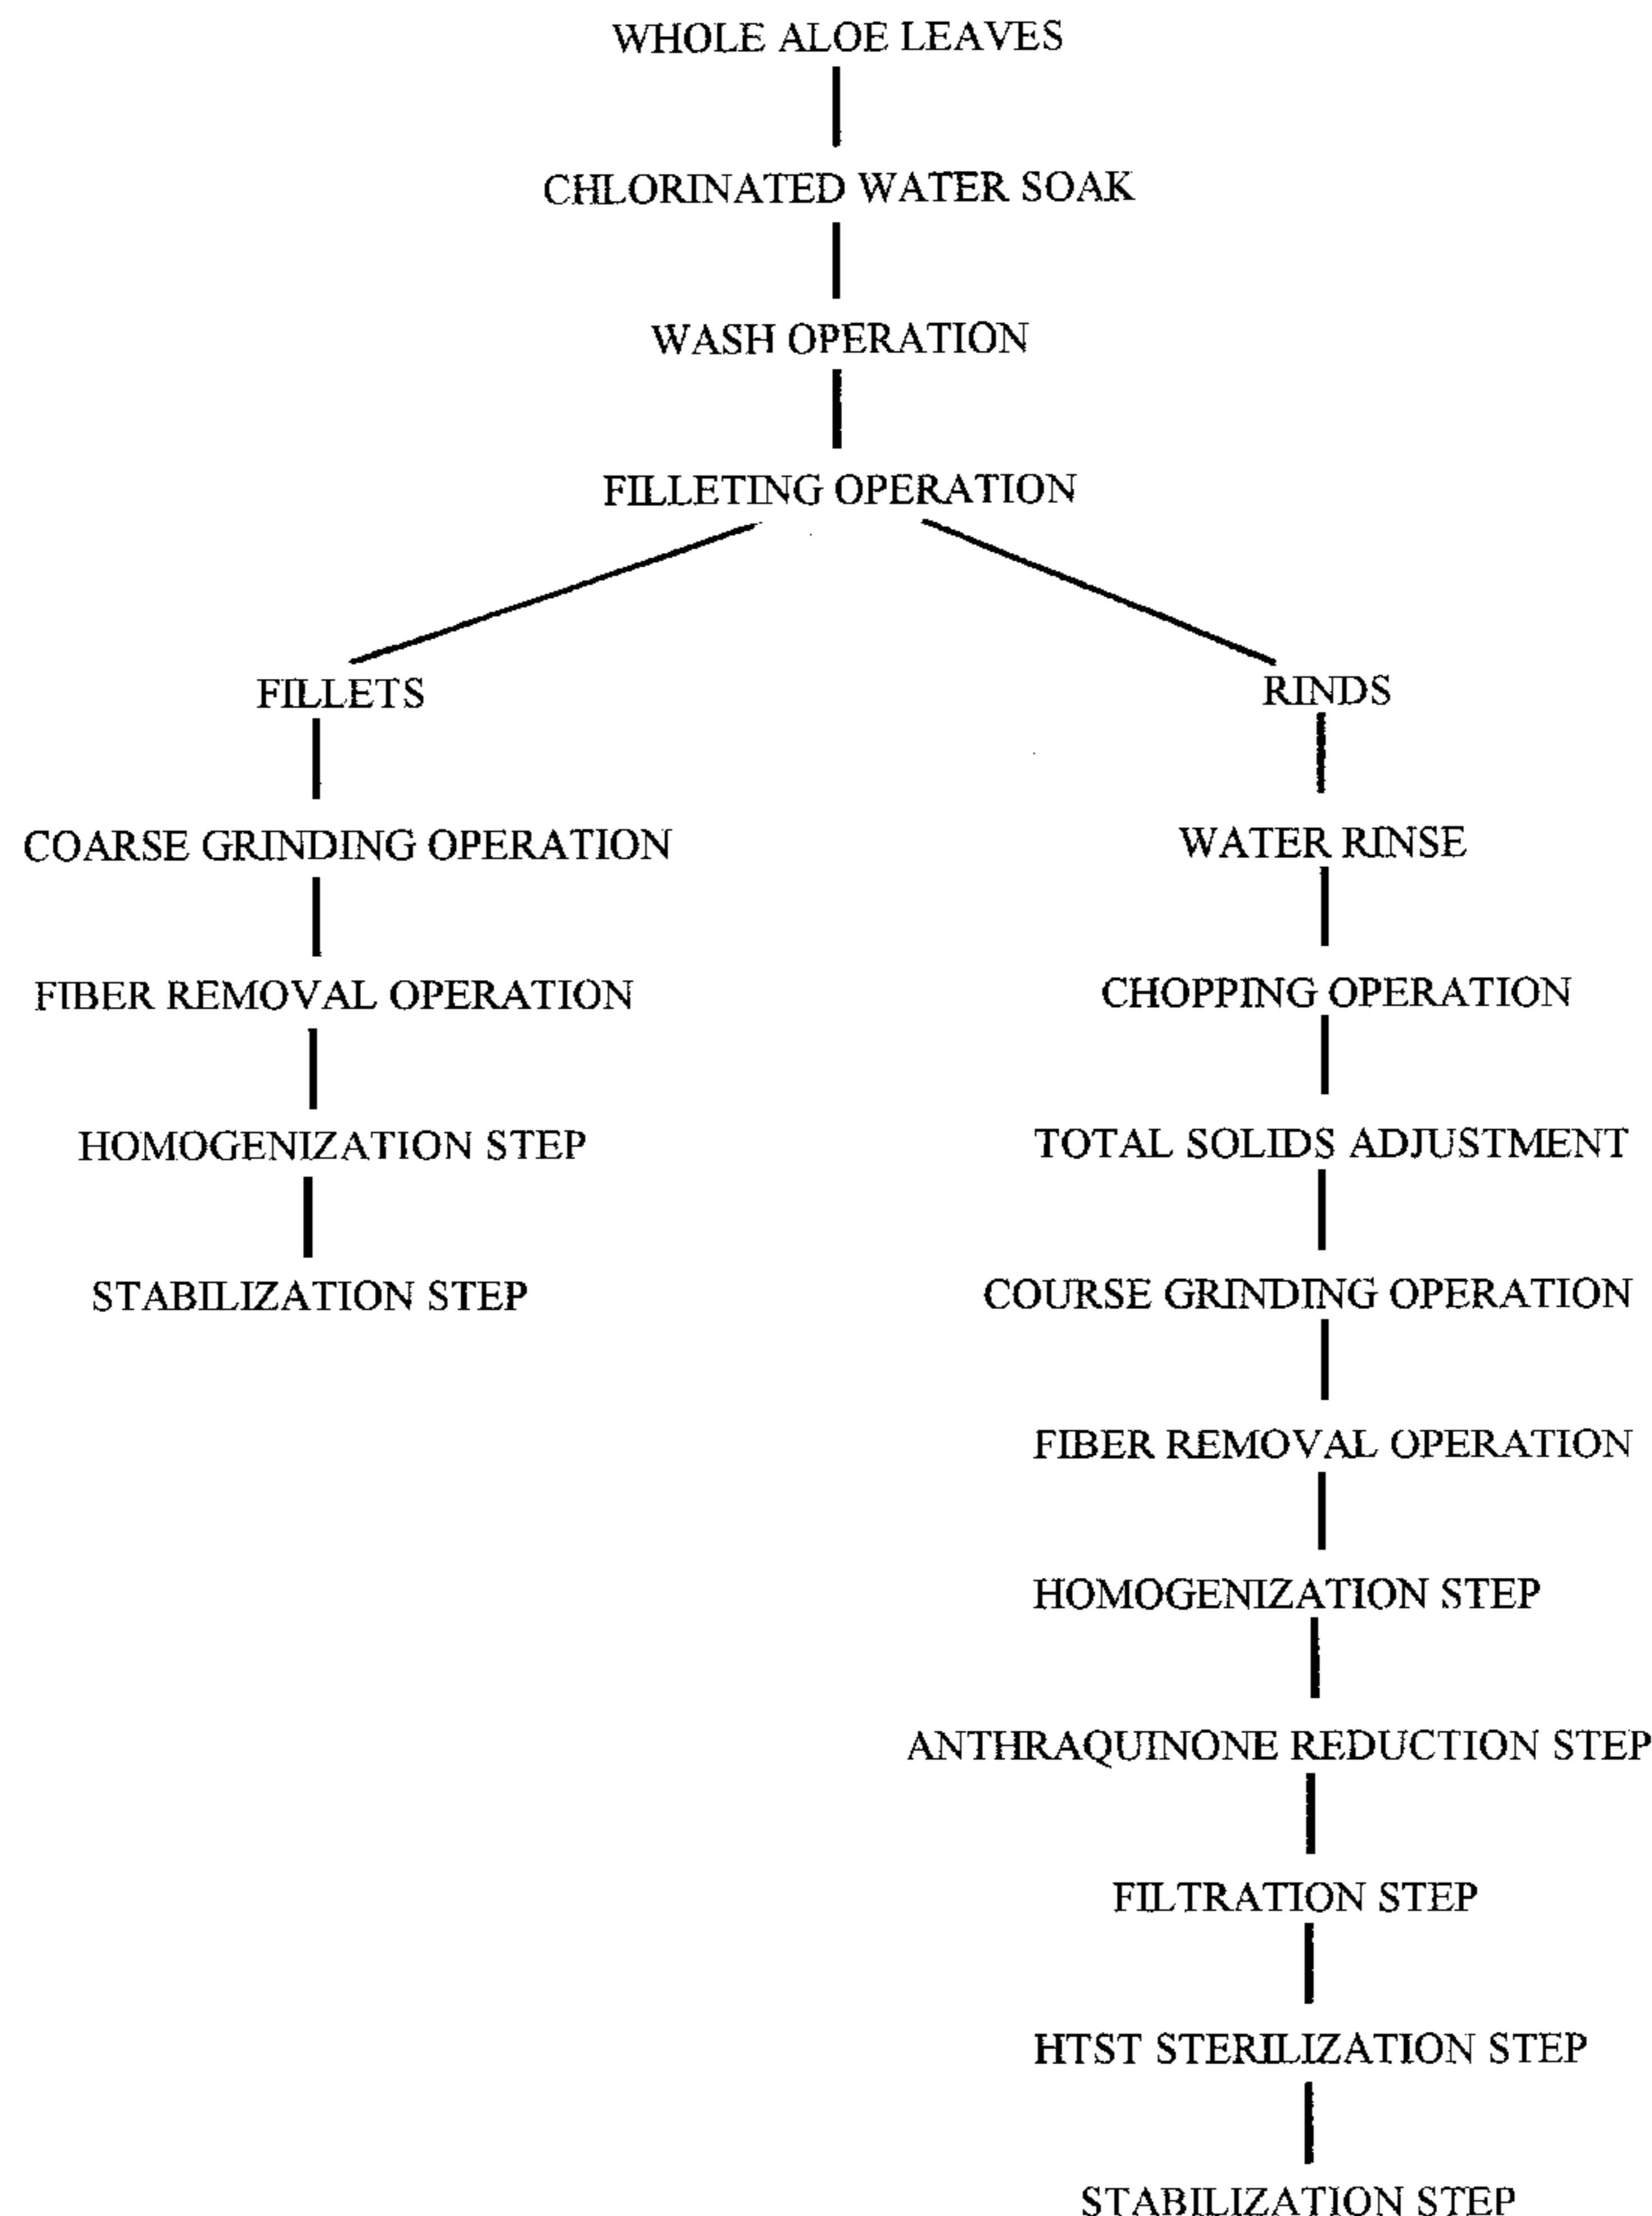 WHOLE ALOE LEAVES
CHLORINATED WATER SOAK
WASH OPERATION
FILLETING OPERATION
FILLETS
COARSE GRINDING OPERATION
FIBER REMOVAL OPERATION
HOMOGENIZATION STEP
STABILIZATION STEP
RINDS
WATER RINSE
CHOPPING OPERATION
TOTAL SOLIDS ADJUSTMENT
COURSE GRINDING OPERATION
FIBER REMOVAL OPERATION
HOMOGENIZATION STEP
ANTHRAQUINONE REDUCTION STEP
FILTRATION STEP
HTST STERILIZATION STEP
STABILIZATION STEP